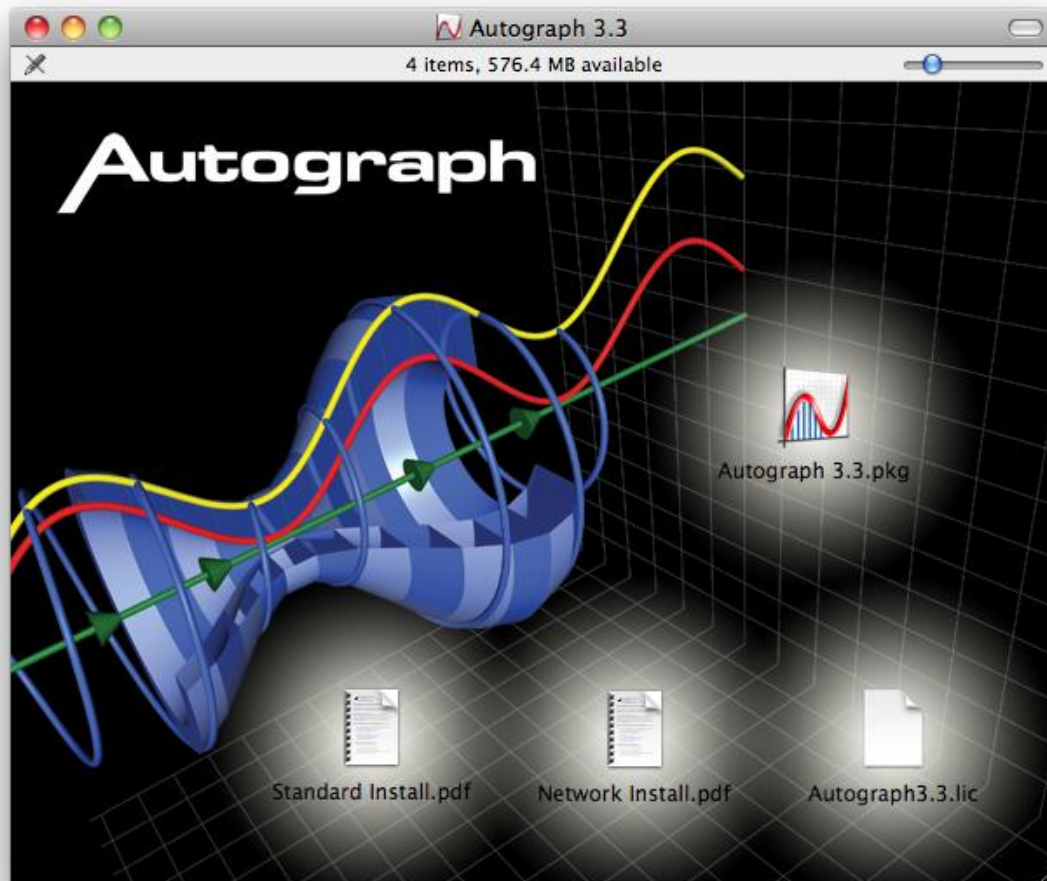 Autograph 3.3
4 items, 576.4 MB available
Autograph
Autograph 3.3.pkg
Standard Install.pdf
Network Install.pdf
Autograph3.3.lic